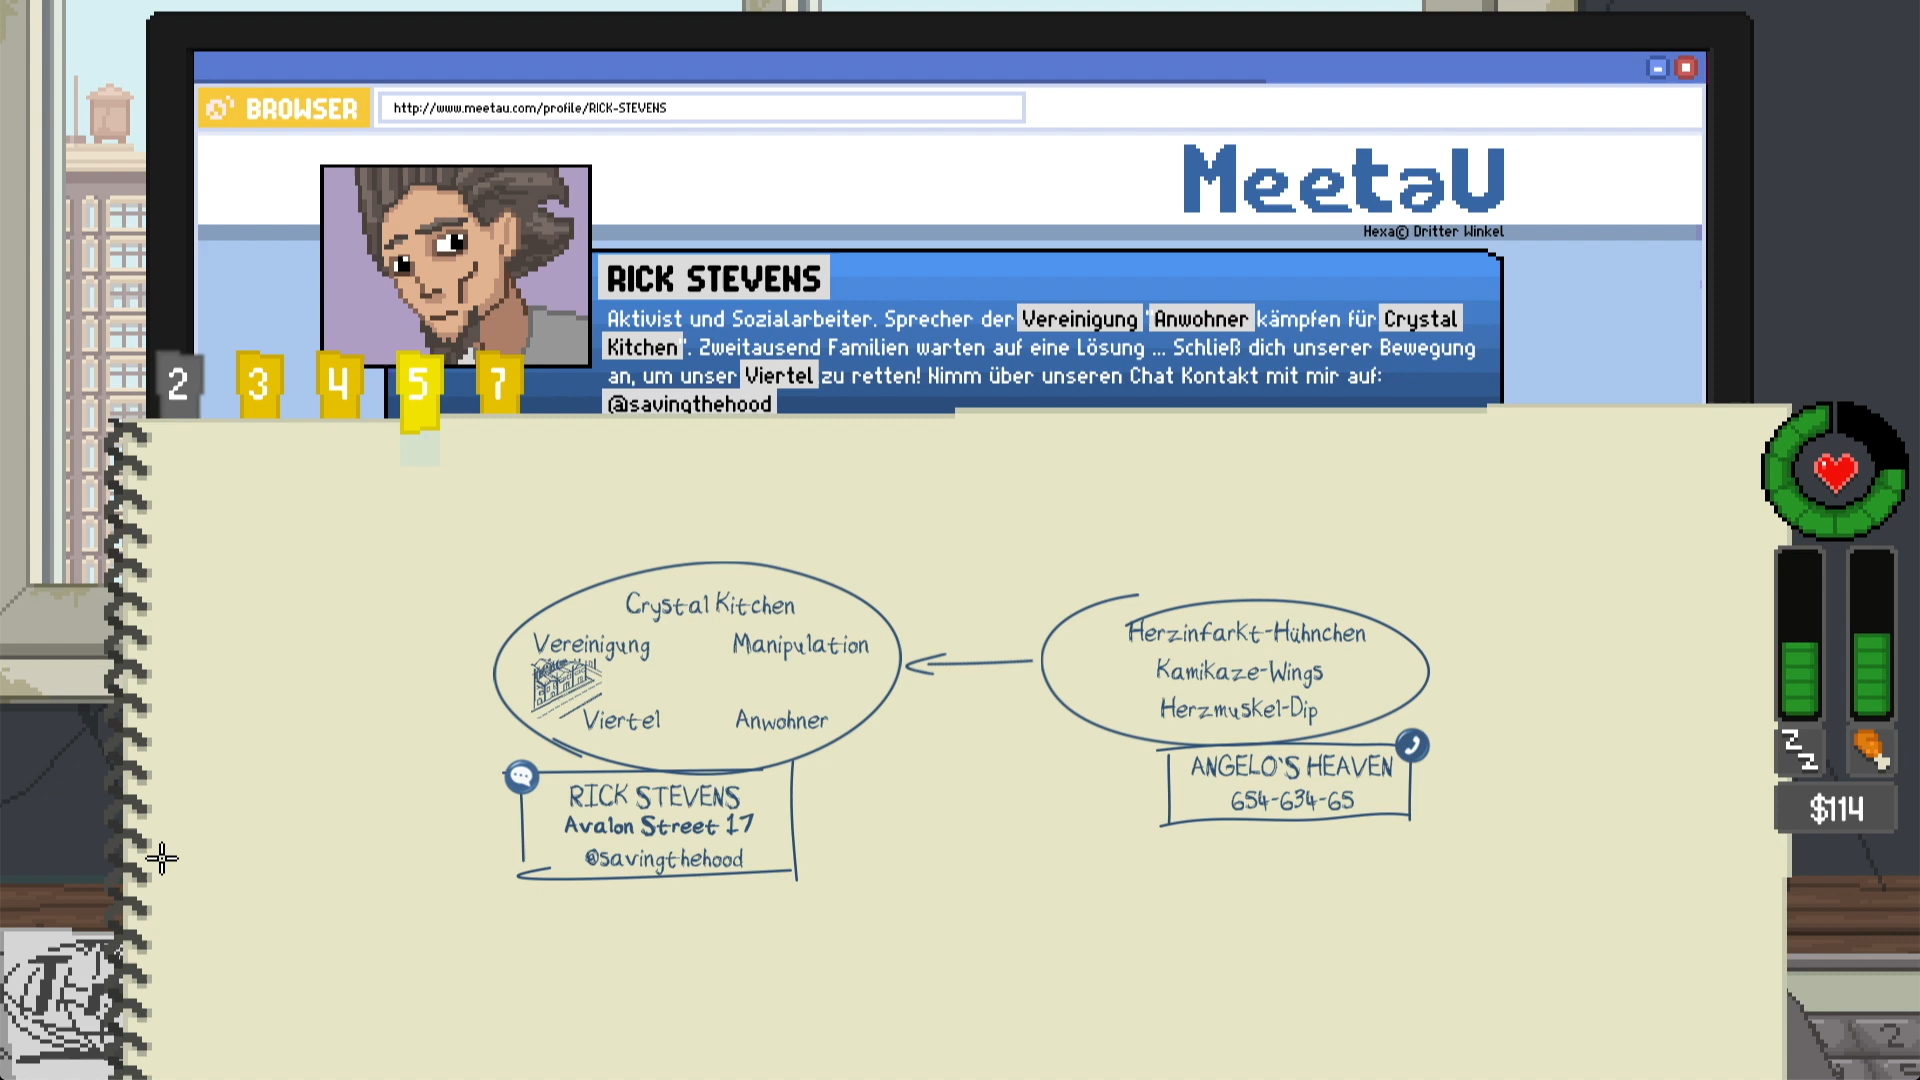 BROWSER
http://www.meetau.com/profile/RICK-STEVENS
MeetaU
Hexa© Dritter Winkel
RICK STEVENS
Aktivist und Sozialarbeiter. Sprecher der Vereinigung "Anwohner kämpfen für Crystal
Kitchen". Zweitausend Familien warten auf eine Lösung ... Schließ dich unserer Bewegung
an, um unser Viertel zu retten! Nimm über unseren Chat Kontakt mit mir auf:
@savingthehood
2 3 4 5 7
Crystal Kitchen
Vereinigung Manipulation
Viertel Anwohner
RICK STEVENS
Avalon Street 17
@savingthehood
Herzinfarkt-Hühnchen
Kamikaze-Wings
Herzmuskel-Dip
ANGELO'S HEAVEN
654-634-65
zzz
$114
2